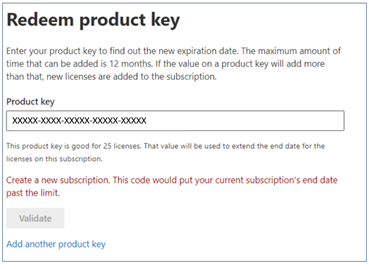 Redeem product key
Enter your product key to find out the new expiration date. The maximum amount of
time that can be added is 12 months. If the value on a product key will add more
than that, new licenses are added to the subscription.
Product key
XXXXX-XXXX-XXXXX-XXXXX-XXXXX
This product key is good for 25 licenses. That value will be used to extend the end date for the
licenses on this subscription.
Create a new subscription. This code would put your current subscription's end date
past the limit.
Validate
Add another product key